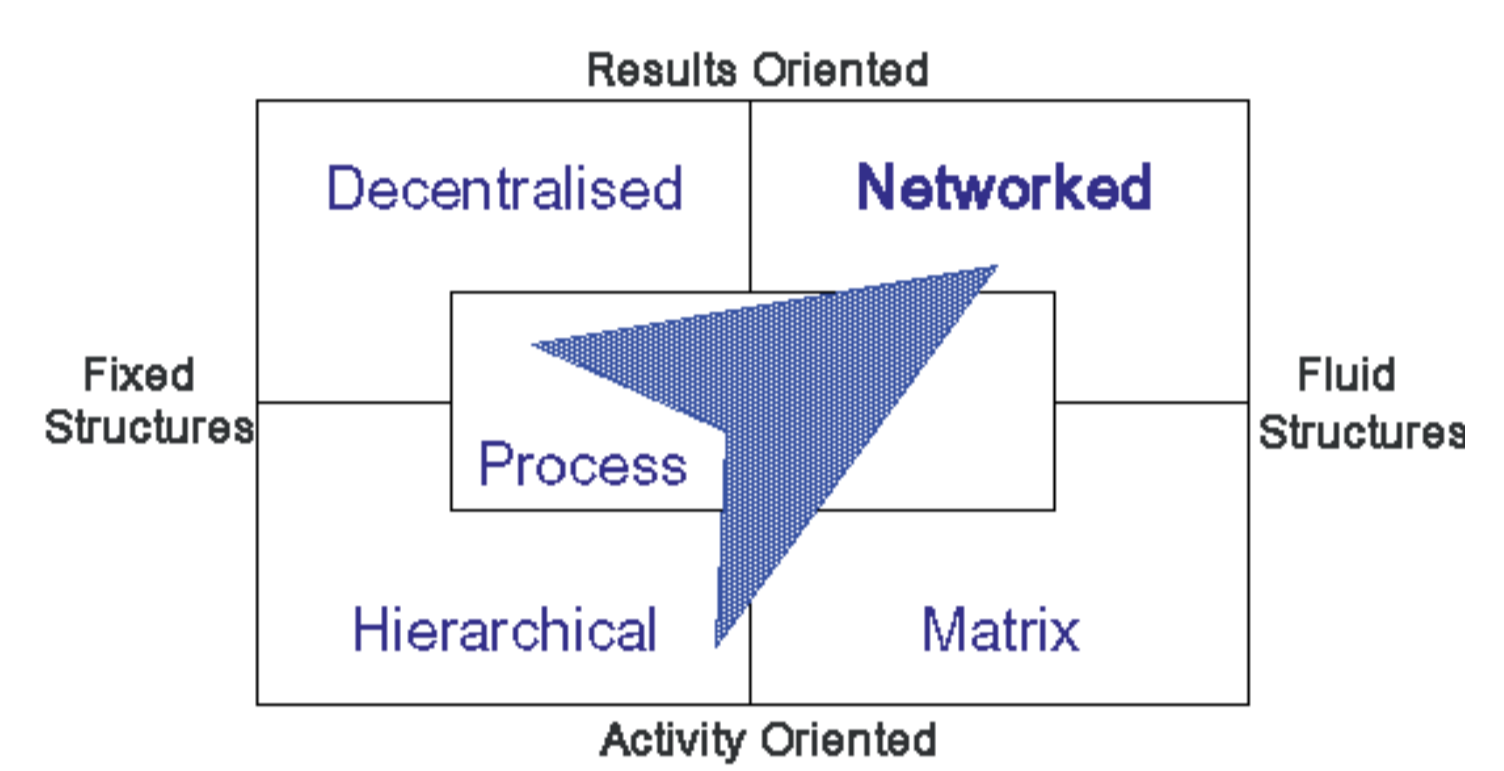 Results Oriented
Decentralised
Networked
Fixed
Structures
Fluid
Structures
Process
Hierarchical
Matrix
Activity Oriented